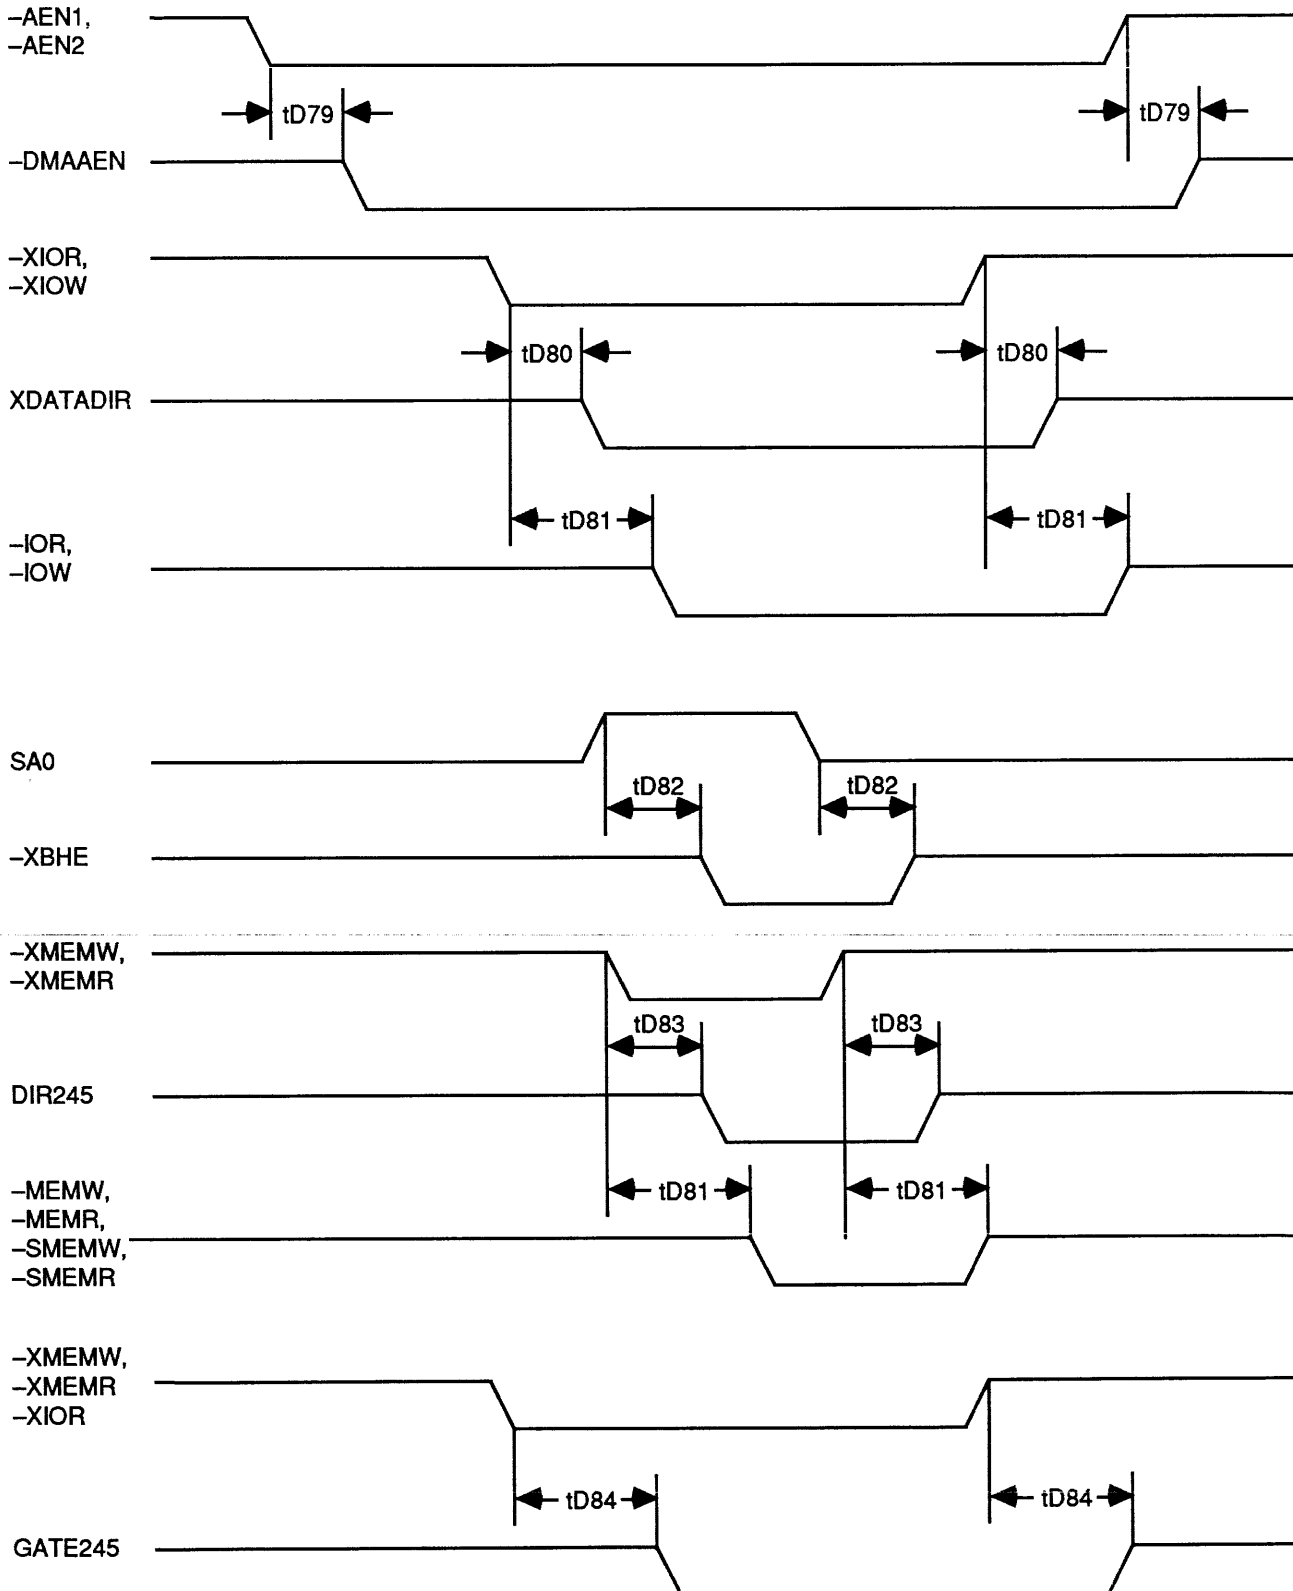 –AEN1,
–AEN2
tD79 tD79
–DMAAEN
–XIOR,
–XIOW
tD80 tD80
XDATADIR
tD81 tD81
–IOR,
–IOW
SA0
tD82 tD82
–XBHE
–XMEMW,
–XMEMR
tD83 tD83
DIR245
–MEMW,
–MEMR,
–SMEMW,
–SMEMR
tD81 tD81
–XMEMW,
–XMEMR
–XIOR
tD84 tD84
GATE245